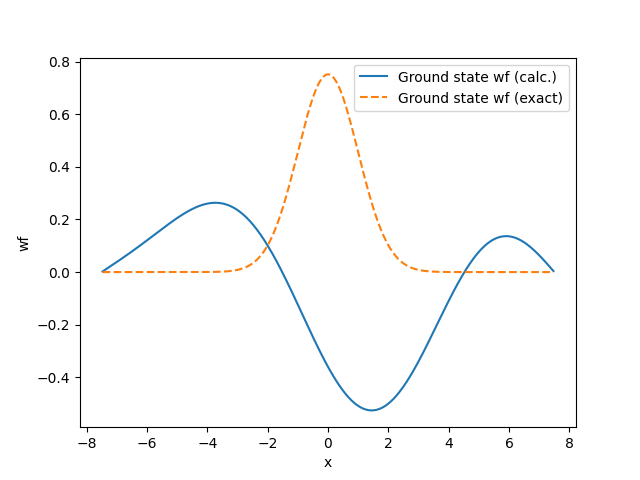 Ground state wf (calc.)
Ground state wf (exact)
0.8
0.6
0.4
0.2
0.0
−0.2
−0.4
wf
−8 −6 −4 −2 0 2 4 6 8
x